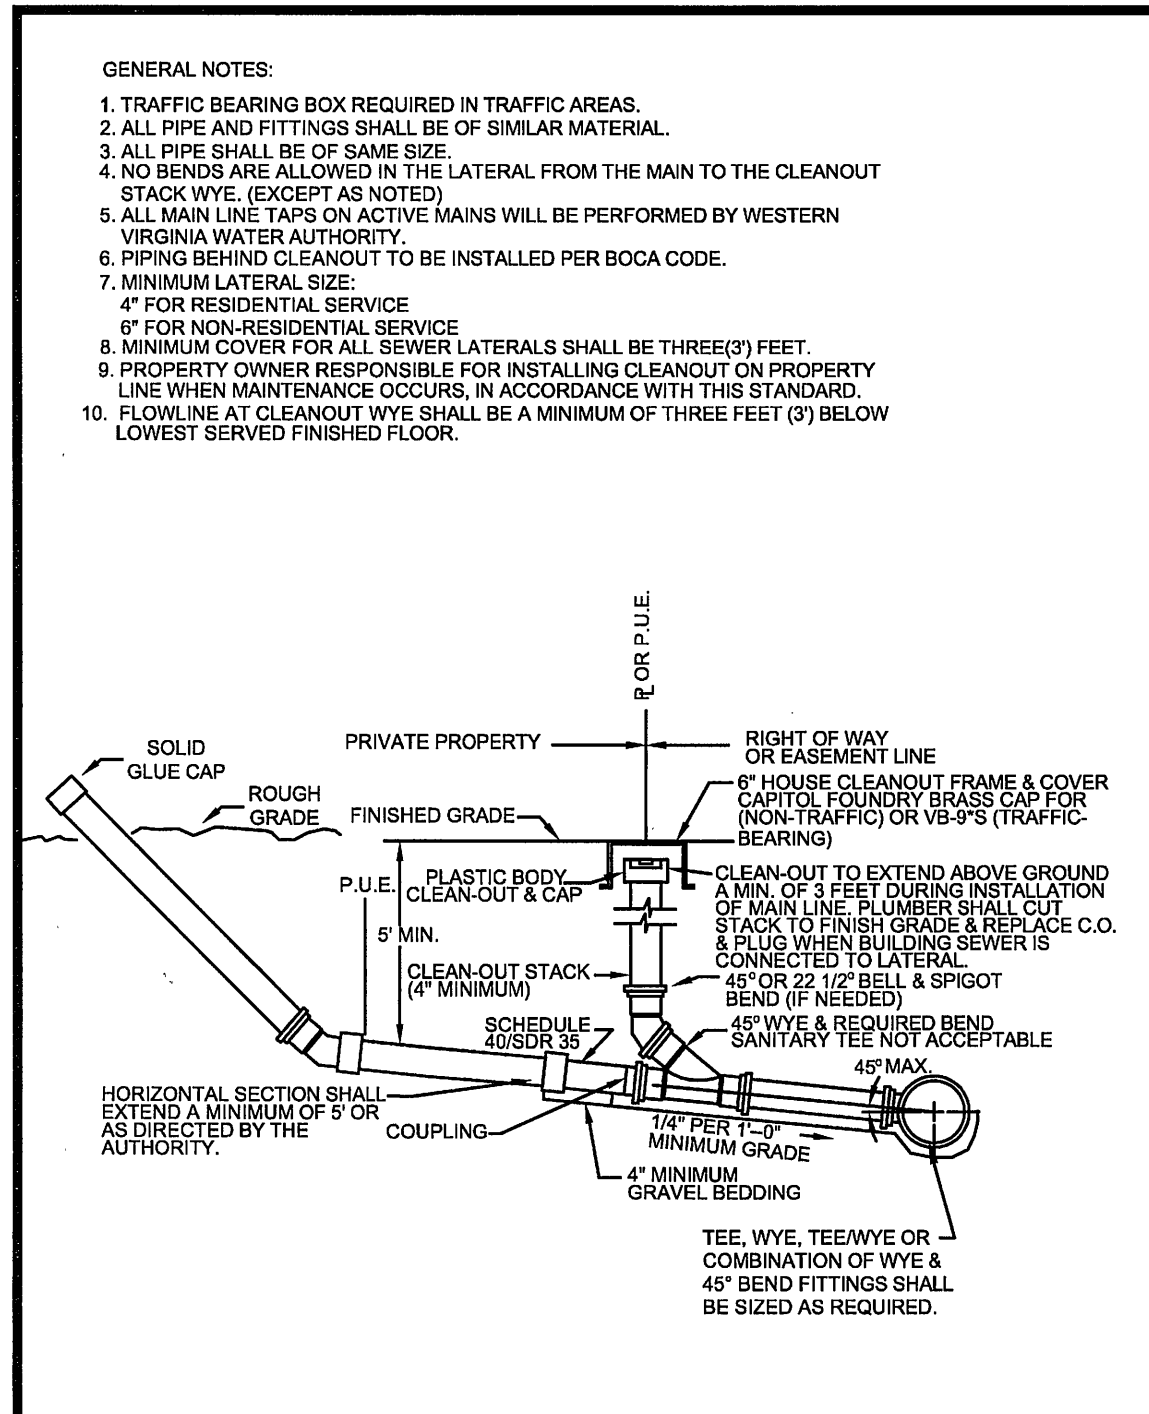 GENERAL NOTES:
1. TRAFFIC BEARING BOX REQUIRED IN TRAFFIC AREAS.
2. ALL PIPE AND FITTINGS SHALL BE OF SIMILAR MATERIAL.
3. ALL PIPE SHALL BE OF SAME SIZE.
4. NO BENDS ARE ALLOWED IN THE LATERAL FROM THE MAIN TO THE CLEANOUT
STACK WYE. (EXCEPT AS NOTED)
5. ALL MAIN LINE TAPS ON ACTIVE MAINS WILL BE PERFORMED BY WESTERN
VIRGINIA WATER AUTHORITY.
6. PIPING BEHIND CLEANOUT TO BE INSTALLED PER BOCA CODE.
7. MINIMUM LATERAL SIZE:
4" FOR RESIDENTIAL SERVICE
6" FOR NON-RESIDENTIAL SERVICE
8. MINIMUM COVER FOR ALL SEWER LATERALS SHALL BE THREE(3') FEET.
9. PROPERTY OWNER RESPONSIBLE FOR INSTALLING CLEANOUT ON PROPERTY
LINE WHEN MAINTENANCE OCCURS, IN ACCORDANCE WITH THIS STANDARD.
10. FLOWLINE AT CLEANOUT WYE SHALL BE A MINIMUM OF THREE FEET (3') BELOW
LOWEST SERVED FINISHED FLOOR.
PL OR P.U.E.
SOLID
GLUE CAP
PRIVATE PROPERTY
RIGHT OF WAY
OR EASEMENT LINE
ROUGH
GRADE
FINISHED GRADE
6" HOUSE CLEANOUT FRAME & COVER
CAPITOL FOUNDRY BRASS CAP FOR
(NON-TRAFFIC) OR VB-9"S (TRAFFIC-
BEARING)
P.U.E.
PLASTIC BODY
CLEAN-OUT & CAP
CLEAN-OUT TO EXTEND ABOVE GROUND
A MIN. OF 3 FEET DURING INSTALLATION
OF MAIN LINE. PLUMBER SHALL CUT
STACK TO FINISH GRADE & REPLACE C.O.
& PLUG WHEN BUILDING SEWER IS
CONNECTED TO LATERAL.
5' MIN.
CLEAN-OUT STACK
(4" MINIMUM)
45° OR 22 1/2° BELL & SPIGOT
BEND (IF NEEDED)
SCHEDULE
40/SDR 35
45° WYE & REQUIRED BEND
SANITARY TEE NOT ACCEPTABLE
45° MAX.
HORIZONTAL SECTION SHALL
EXTEND A MINIMUM OF 5' OR
AS DIRECTED BY THE
AUTHORITY.
COUPLING
1/4" PER 1'-0"
MINIMUM GRADE
4" MINIMUM
GRAVEL BEDDING
TEE, WYE, TEE/WYE OR
COMBINATION OF WYE &
45° BEND FITTINGS SHALL
BE SIZED AS REQUIRED.